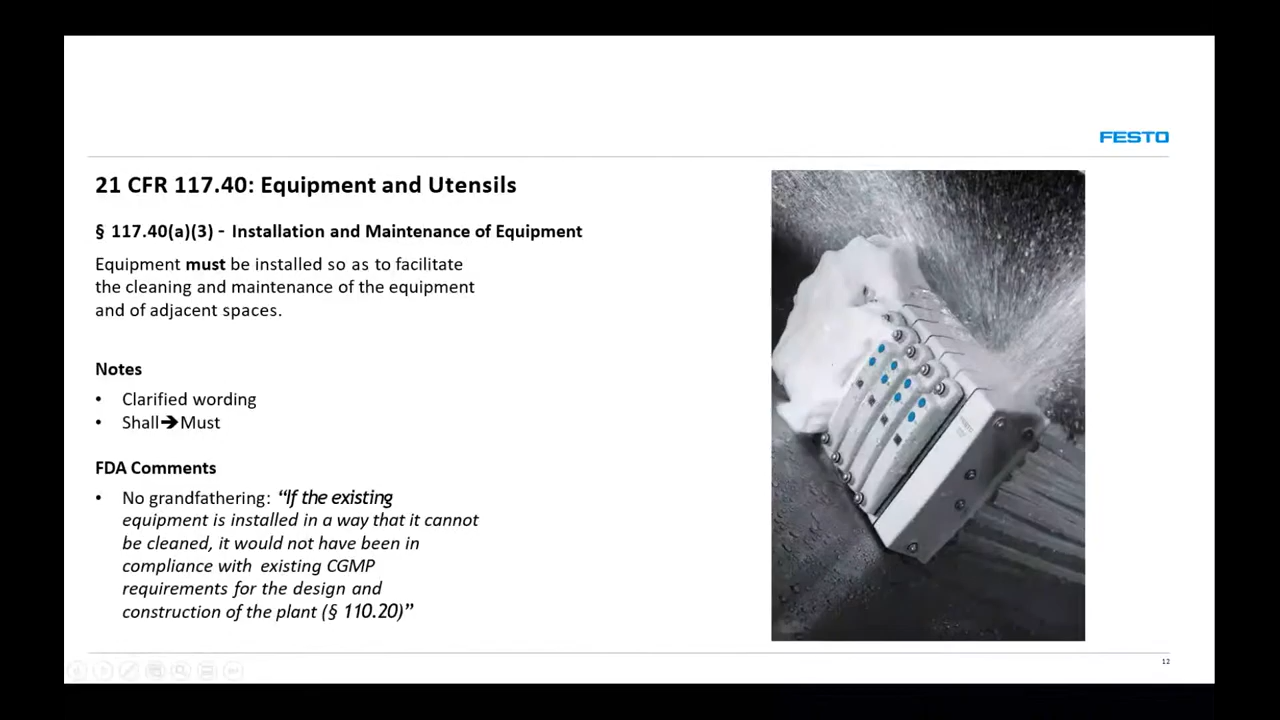 FESTO
21 CFR 117.40: Equipment and Utensils
§ 117.40(a)(3) - Installation and Maintenance of Equipment
Equipment must be installed so as to facilitate
the cleaning and maintenance of the equipment
and of adjacent spaces.
Notes
• Clarified wording
• Shall➔Must
FDA Comments
• No grandfathering: “If the existing
equipment is installed in a way that it cannot
be cleaned, it would not have been in
compliance with existing CGMP
requirements for the design and
construction of the plant (§ 110.20)”
12